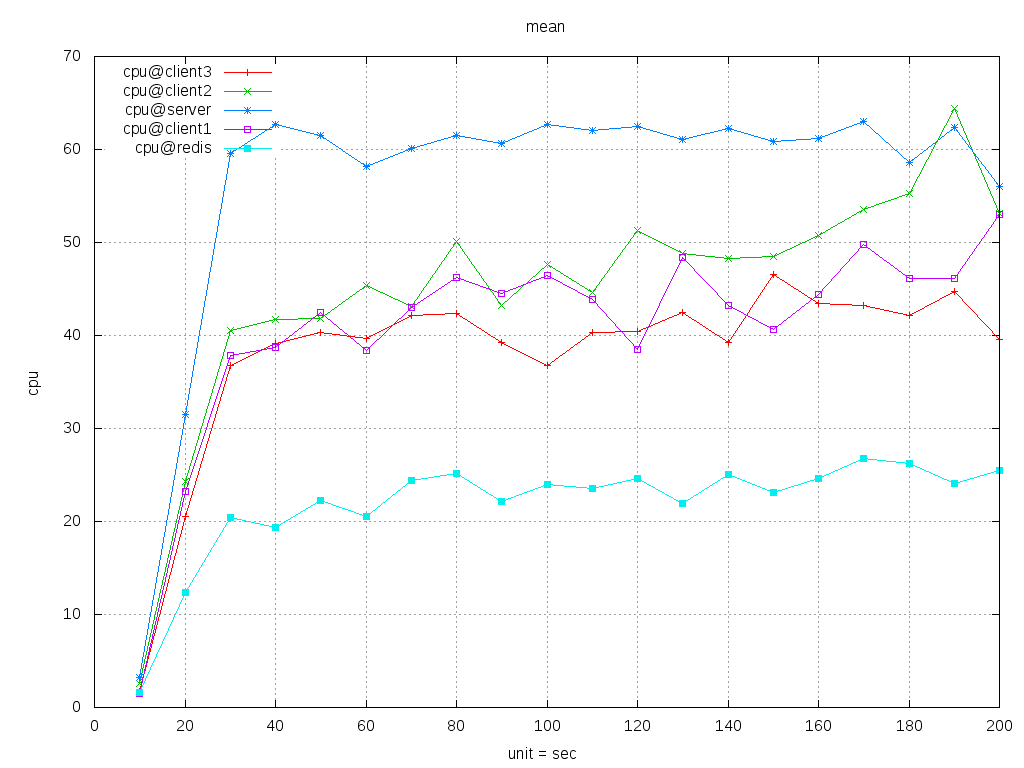 mean
70
60
50
40
30
20
10
0
cpu
cpu@client3
cpu@client2
cpu@server
cpu@client1
cpu@redis
0 20 40 60 80 100 120 140 160 180 200
unit = sec